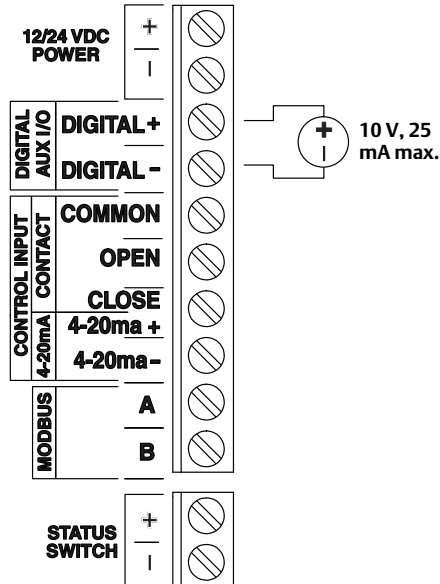 12/24 VDC
POWER
+
−
DIGITAL
AUX I/O
DIGITAL+
DIGITAL −
+
−
10 V, 25
mA max.
CONTROL INPUT
CONTACT
COMMON
OPEN
CLOSE
4-20mA
4-20ma +
4-20ma −
MODBUS
A
B
STATUS
SWITCH
+
−